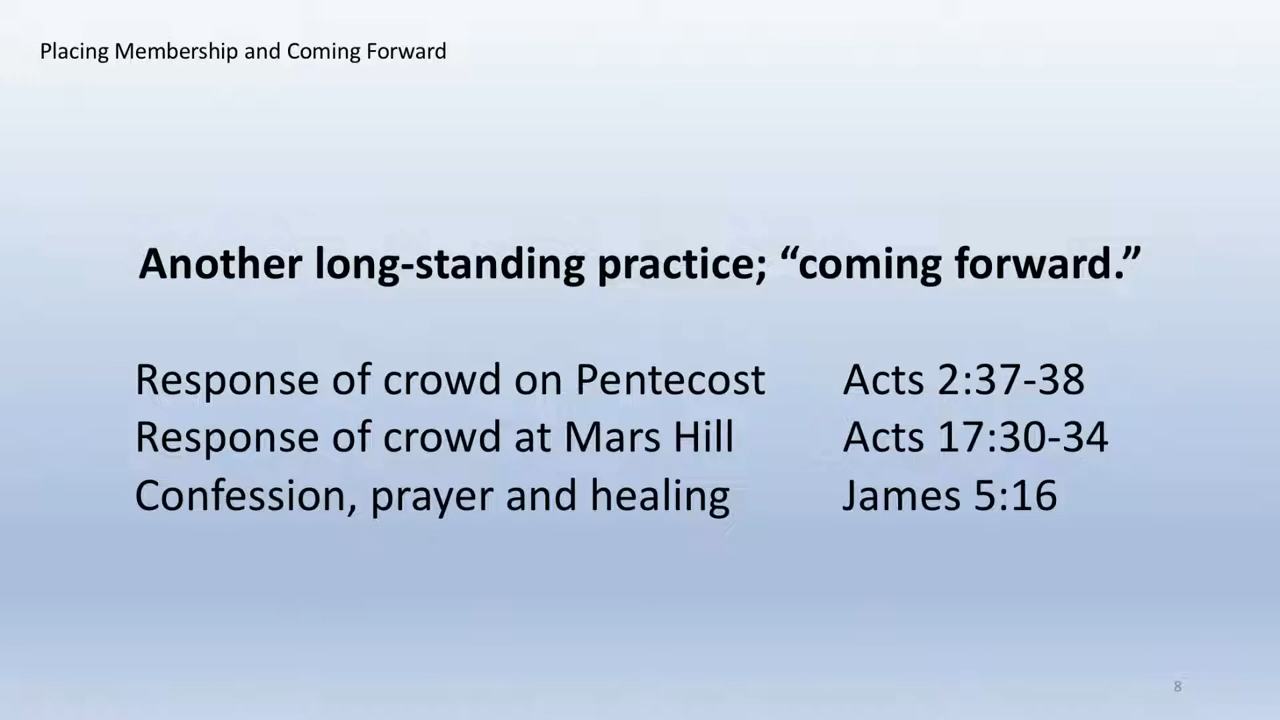 Placing Membership and Coming Forward
Another long-standing practice; “coming forward.”
Response of crowd on Pentecost Acts 2:37-38
Response of crowd at Mars Hill Acts 17:30-34
Confession, prayer and healing James 5:16
8